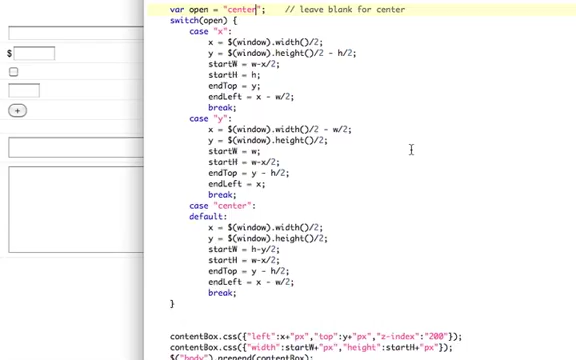 var open = "center";    // leave blank for center
switch(open) {
case "x":
x = $(window).width()/2;
y = $(window).height()/2 - h/2;
startW = w-x/2;
startH = h;
endTop = y;
endLeft = x - w/2;
break;
case "y":
x = $(window).width()/2 - w/2;
y = $(window).height()/2;
startW = w;
startH = w-x/2;
endTop = y - h/2;
endLeft = x;
break;
case "center":
default:
x = $(window).width()/2;
y = $(window).height()/2;
startW = h-y/2;
startH = w-x/2;
endTop = y - h/2;
endLeft = x - w/2;
break;
}
contentBox.css({"left":x+"px","top":y+"px","z-index":"200"});
contentBox.css({"width":startW+"px","height":startH+"px"});
$("body").prepend(contentBox);
$
+